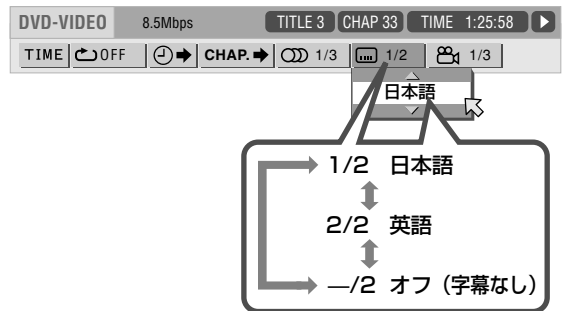 DVD-VIDEO 8.5Mbps TITLE 3 CHAP 33 TIME 1:25:58
TIME OFF CHAP. 1/3 1/2 1/3
日本語
1/2 日本語
2/2 英語
—/2 オフ（字幕なし）